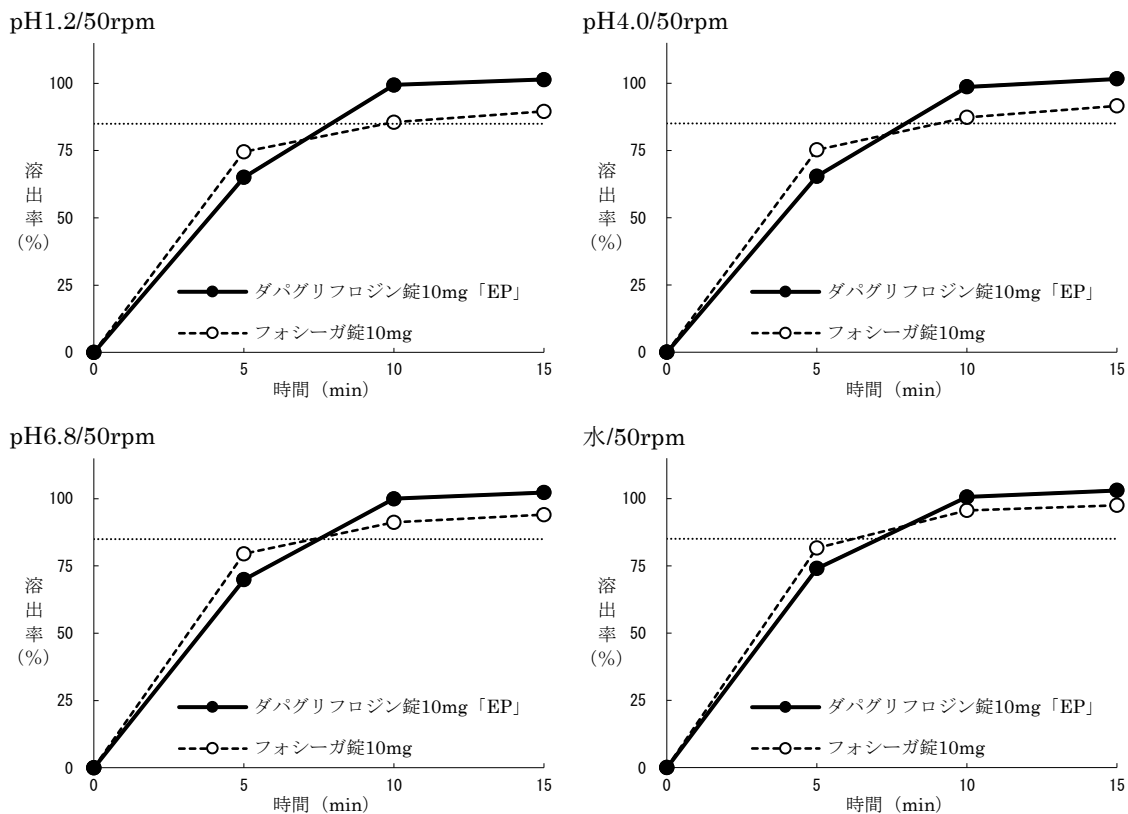 pH1.2/50rpm
100
75
50
25
0
溶出率(%)
ダパグリフロジン錠10mg「EP」
フォシーガ錠10mg
0 5 10 15
時間 (min)
pH4.0/50rpm
100
75
50
25
0
溶出率(%)
ダパグリフロジン錠10mg「EP」
フォシーガ錠10mg
0 5 10 15
時間 (min)
pH6.8/50rpm
100
75
50
25
0
溶出率(%)
ダパグリフロジン錠10mg「EP」
フォシーガ錠10mg
0 5 10 15
時間 (min)
水/50rpm
100
75
50
25
0
溶出率(%)
ダパグリフロジン錠10mg「EP」
フォシーガ錠10mg
0 5 10 15
時間 (min)